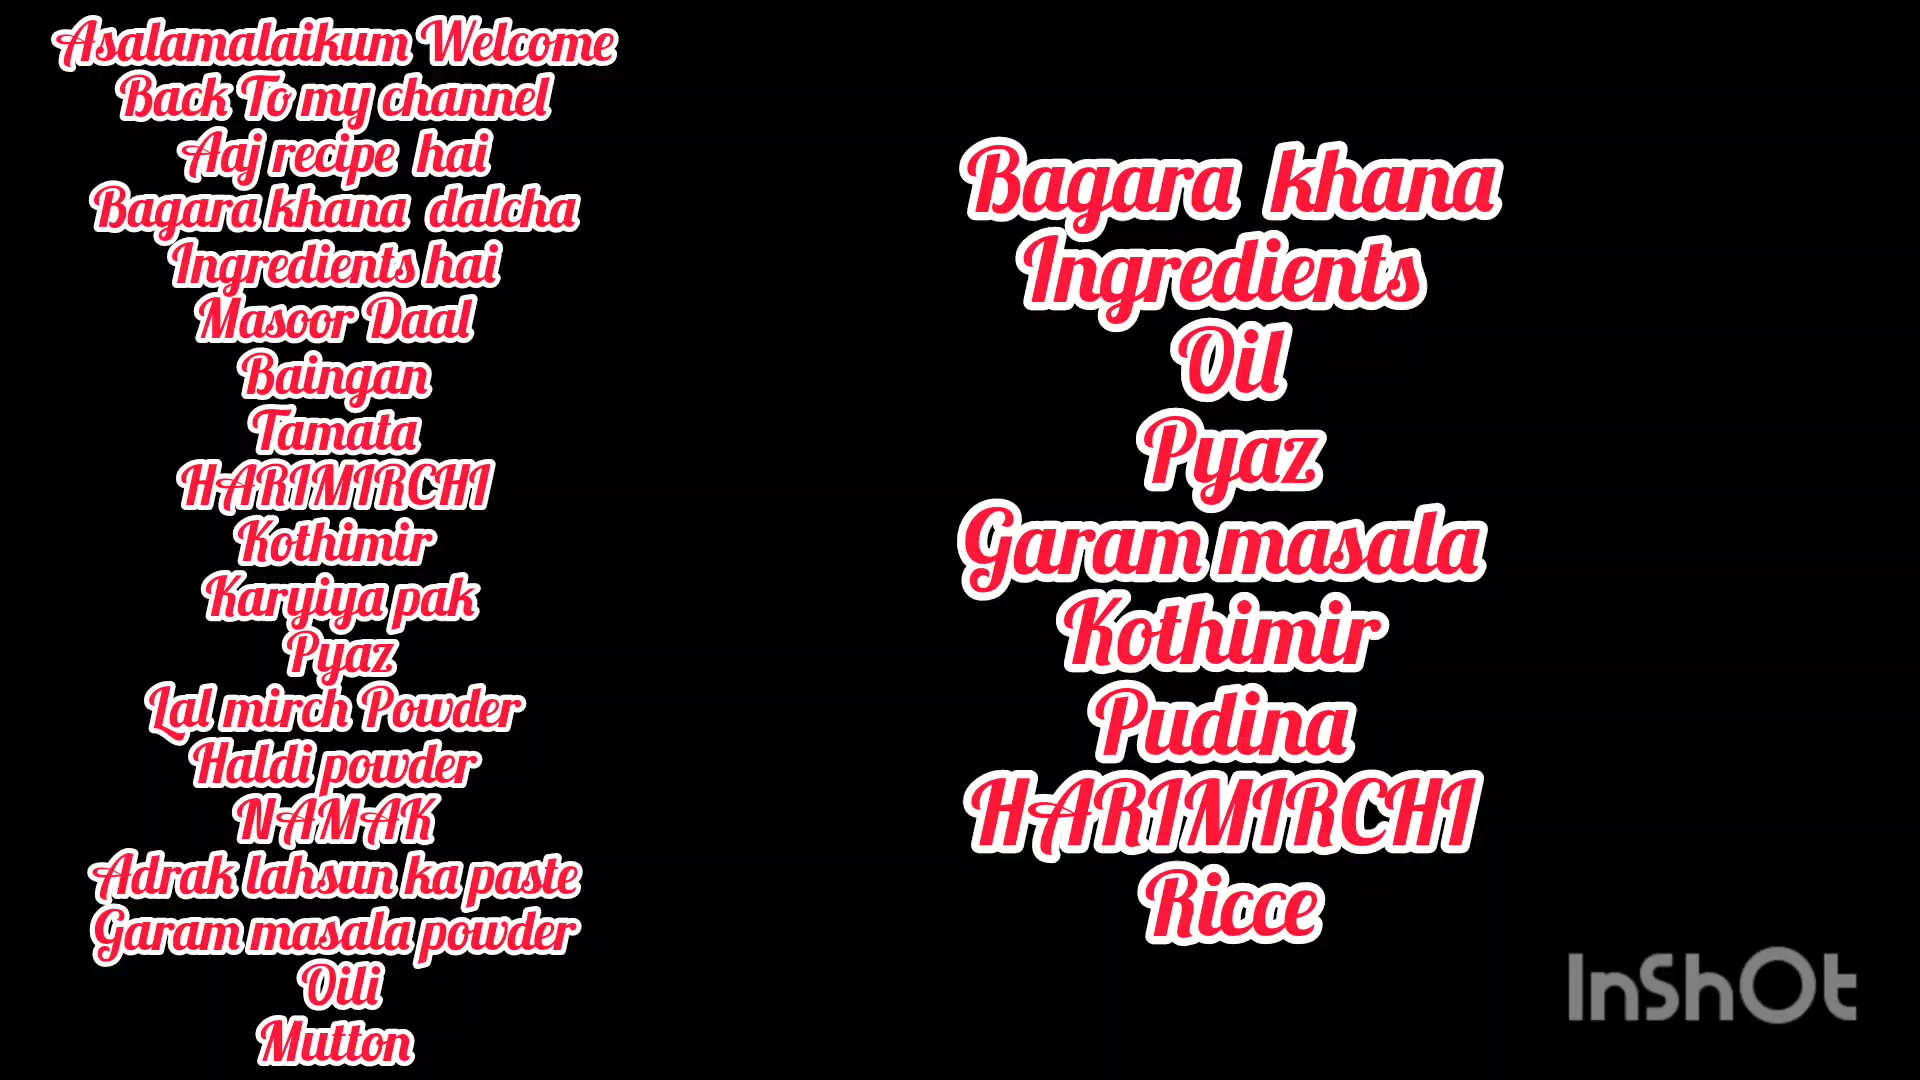 Asalamalaikum Welcome
Back To my channel
Aaj recipe hai
Bagara khana dalcha
Ingredients hai
Masoor Daal
Baingan
Tamata
HARIMIRCHI
Kothimir
Karyiya pak
Pyaz
Lal mirch Powder
Haldi powder
NAMAK
Adrak lahsun ka paste
Garam masala powder
Oili
Mutton
Bagara khana
Ingredients
Oil
Pyaz
Garam masala
Kothimir
Pudina
HARIMIRCHI
Ricce
InShOt